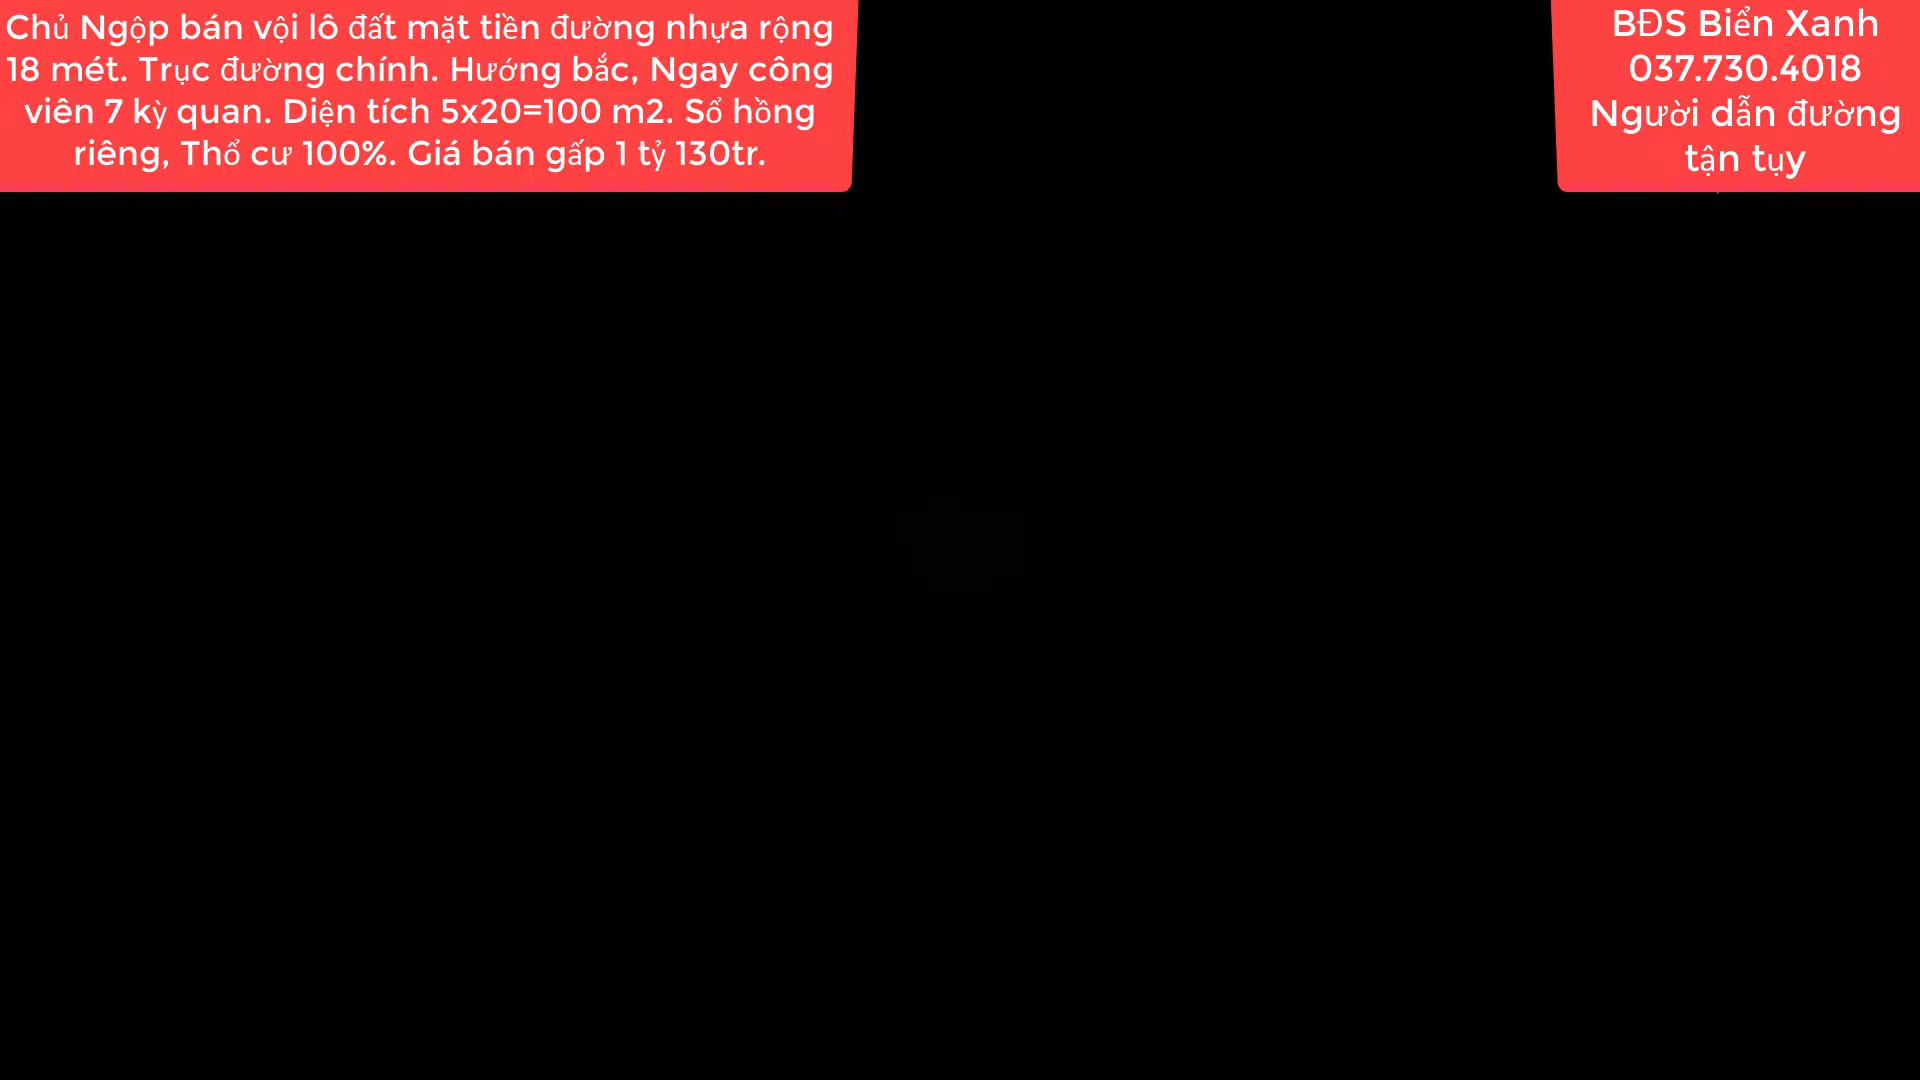 Chủ Ngộp bán vội lô đất mặt tiền đường nhựa rộng
18 mét. Trục đường chính. Hướng bắc, Ngay công
viên 7 kỳ quan. Diện tích 5x20=100 m2. Sổ hồng
riêng, Thổ cư 100%. Giá bán gấp 1 tỷ 130tr.
BĐS Biển Xanh
037.730.4018
Người dẫn đường
tận tụy